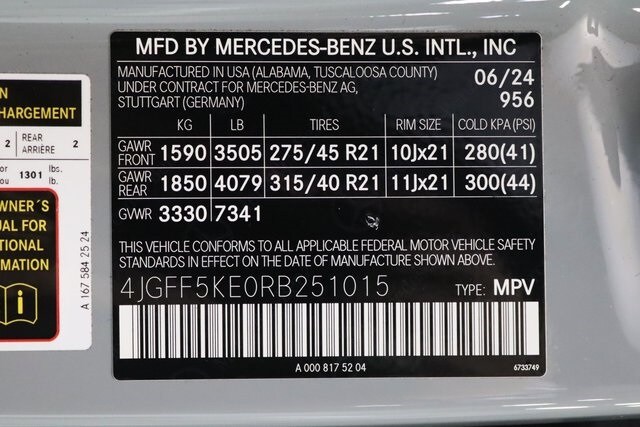 MFD BY MERCEDES-BENZ U.S. INTL., INC
MANUFACTURED IN USA (ALABAMA, TUSCALOOSA COUNTY) 06/24
UNDER CONTRACT FOR MERCEDES-BENZ AG,
STUTTGART (GERMANY) 956
KG LB TIRES RIM SIZE COLD KPA (PSI)
GAWR FRONT 1590 3505 275/45 R21 10Jx21 280(41)
GAWR REAR 1850 4079 315/40 R21 11Jx21 300(44)
GVWR 3330 7341
THIS VEHICLE CONFORMS TO ALL APPLICABLE FEDERAL MOTOR VEHICLE SAFETY
STANDARDS IN EFFECT ON THE DATE OF MANUFACTURE SHOWN ABOVE
4JGFF5KE0RB251015 TYPE: MPV
A 000 817 52 04 6733749
N
CHARGEMENT
2 REAR ARRIÈRE 2
or
ou 1301 lbs.
lb.
WNER´S
UAL FOR
TIONAL
RMATION
i
A 167 584 25 24